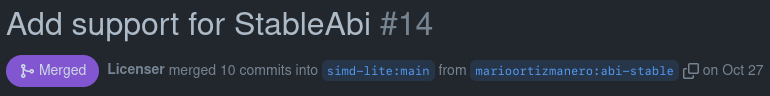 Add support for StableAbi #14
Merged Licenser merged 10 commits into simd-lite:main from marioortizmanero:abi-stable on Oct 27